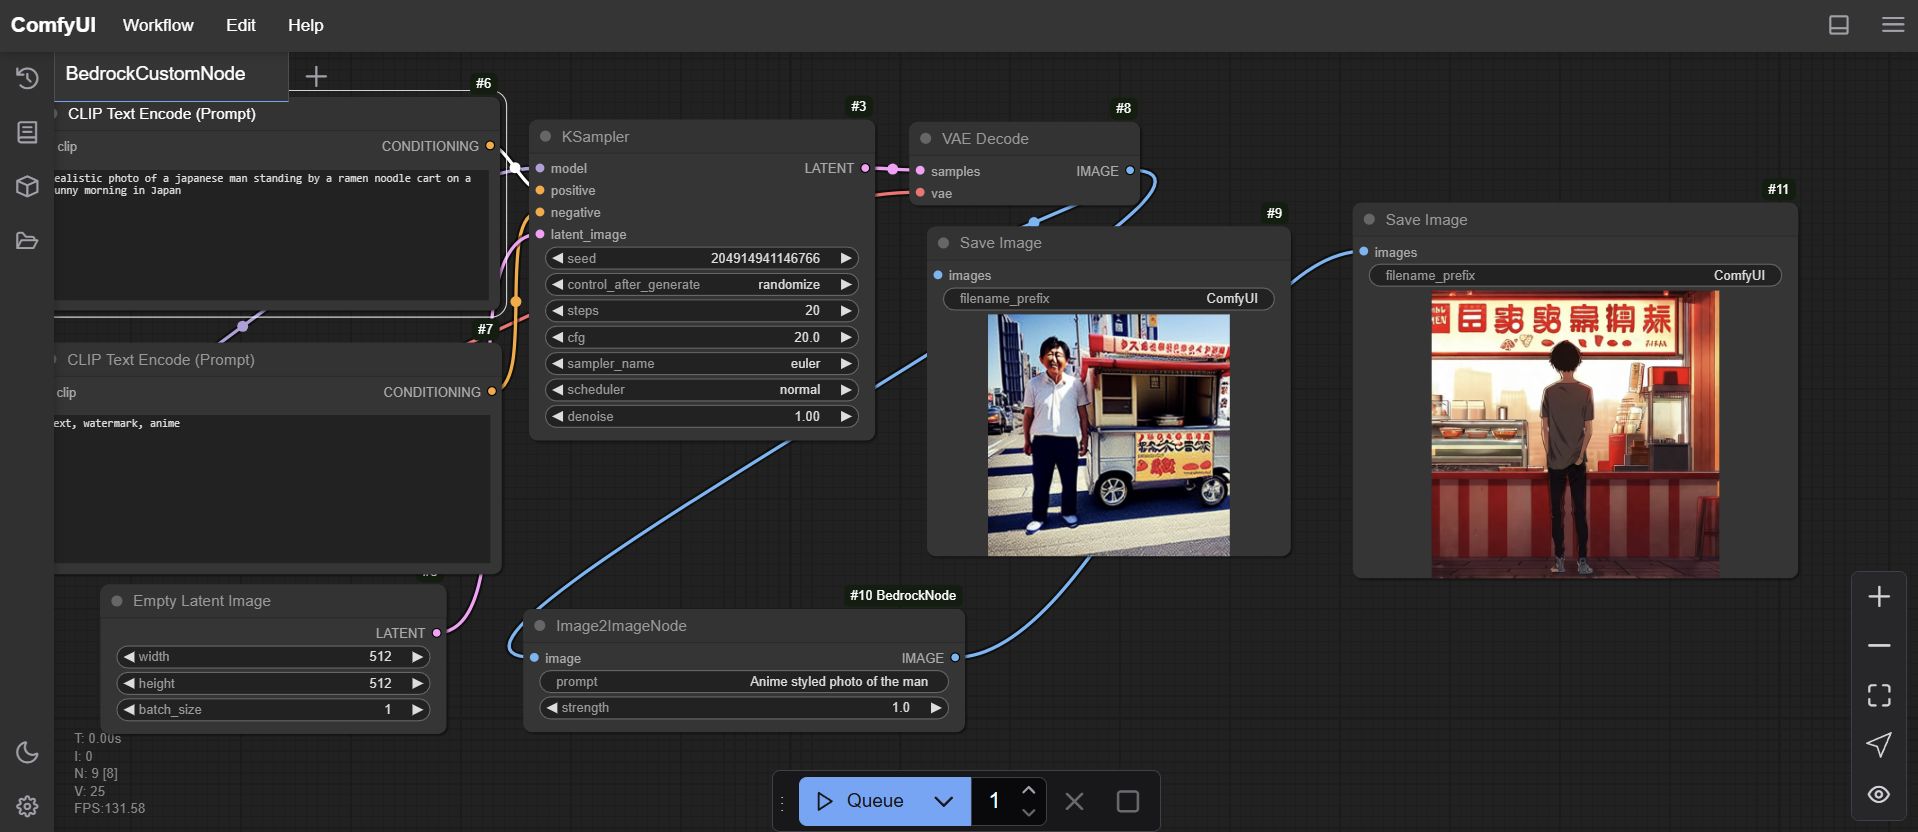 ComfyUI
Workflow
Edit
Help
BedrockCustomNode
#6
CLIP Text Encode (Prompt)
clip
CONDITIONING
ealistic photo of a japanese man standing by a ramen noodle cart on a
unny morning in Japan
#7
CLIP Text Encode (Prompt)
clip
CONDITIONING
ext, watermark, anime
Empty Latent Image
LATENT
width 512
height 512
batch_size 1
T: 0.00s
I: 0
N: 9 [8]
V: 25
FPS:131.58
#3
KSampler
model
LATENT
positive
negative
latent_image
seed 204914941146766
control_after_generate randomize
steps 20
cfg 20.0
sampler_name euler
scheduler normal
denoise 1.00
#8
VAE Decode
samples
IMAGE
vae
#9
Save Image
images
filename_prefix ComfyUI
#10 BedrockNode
Image2ImageNode
image
IMAGE
prompt Anime styled photo of the man
strength 1.0
#11
Save Image
images
filename_prefix ComfyUI
Queue
1